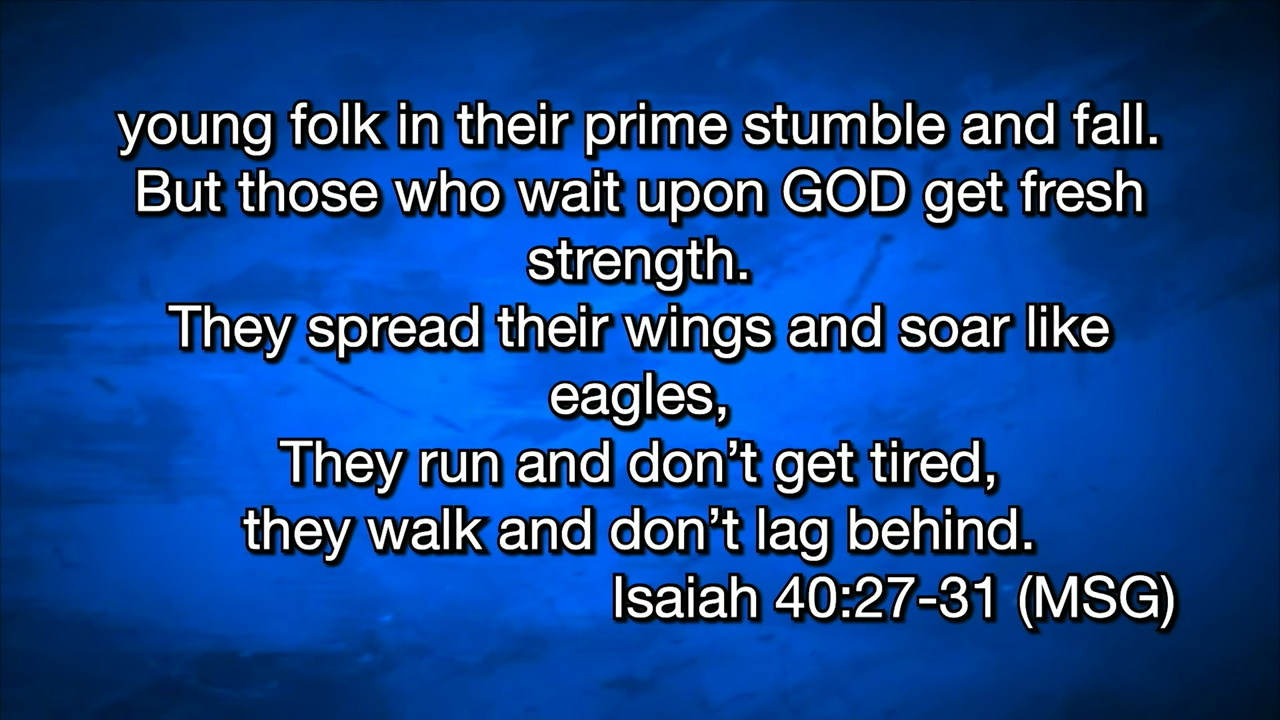 young folk in their prime stumble and fall.
But those who wait upon GOD get fresh
strength.
They spread their wings and soar like
eagles,
They run and don’t get tired,
they walk and don’t lag behind.
Isaiah 40:27-31 (MSG)